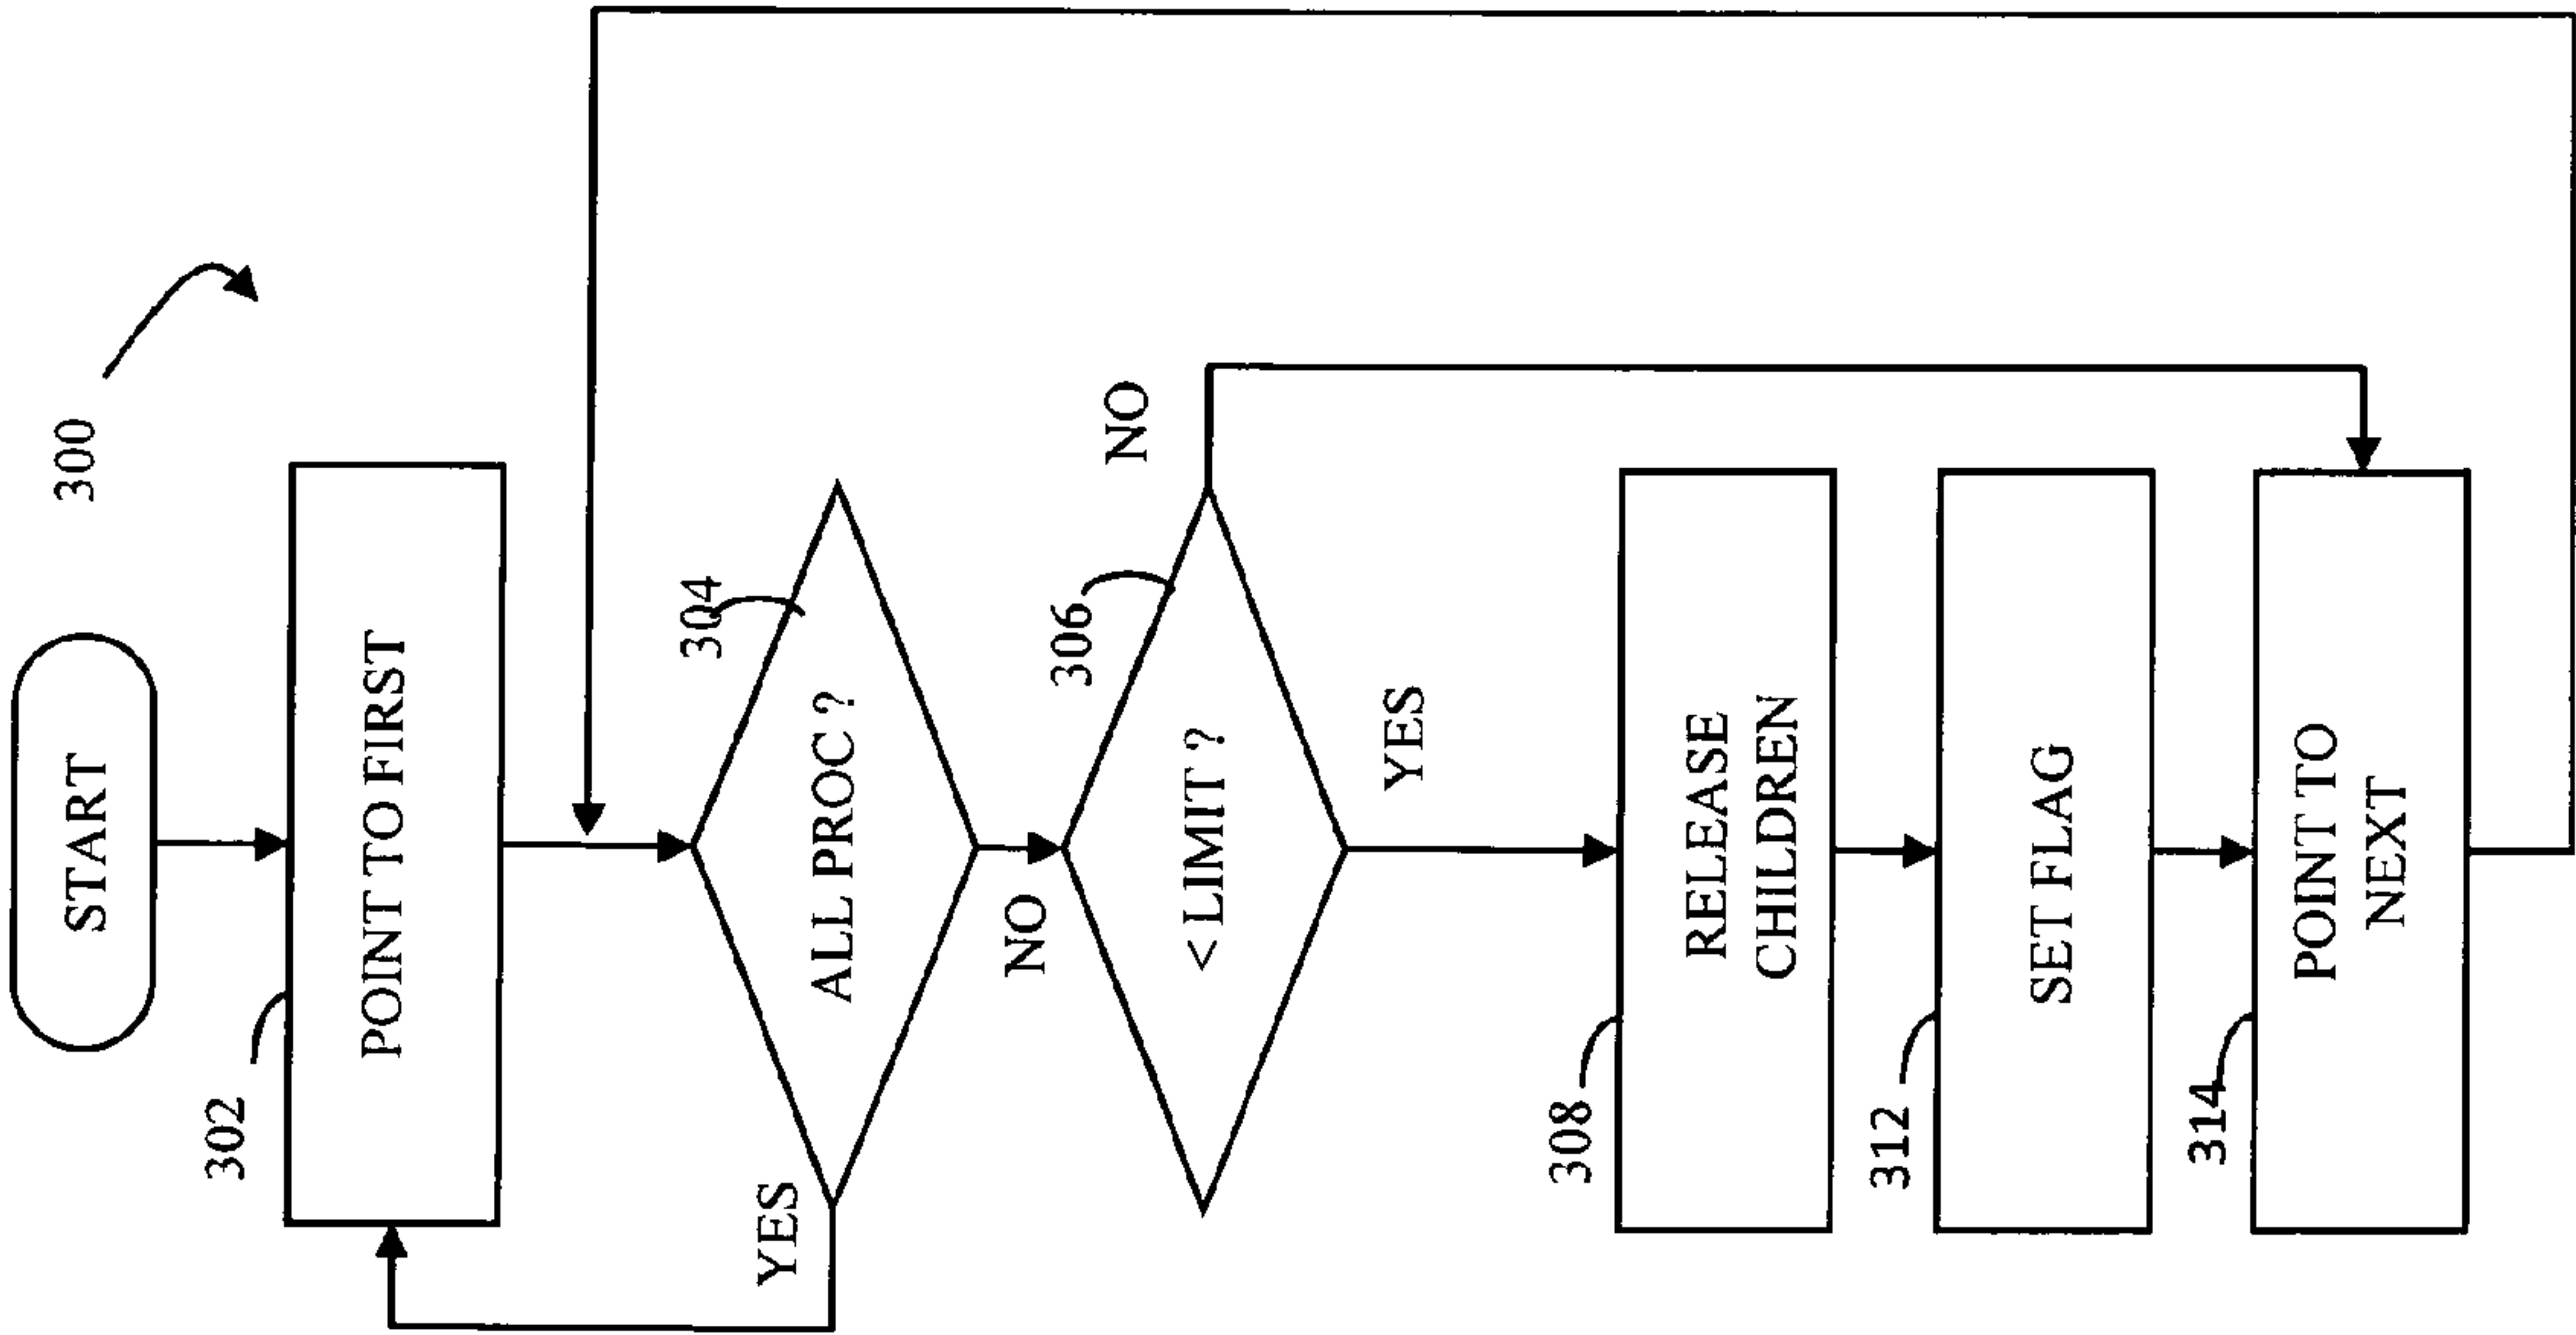 300
START
302
POINT TO FIRST
304
ALL PROC ?
YES
NO
306
< LIMIT ?
NO
YES
308
RELEASE
CHILDREN
312
SET FLAG
314
POINT TO
NEXT